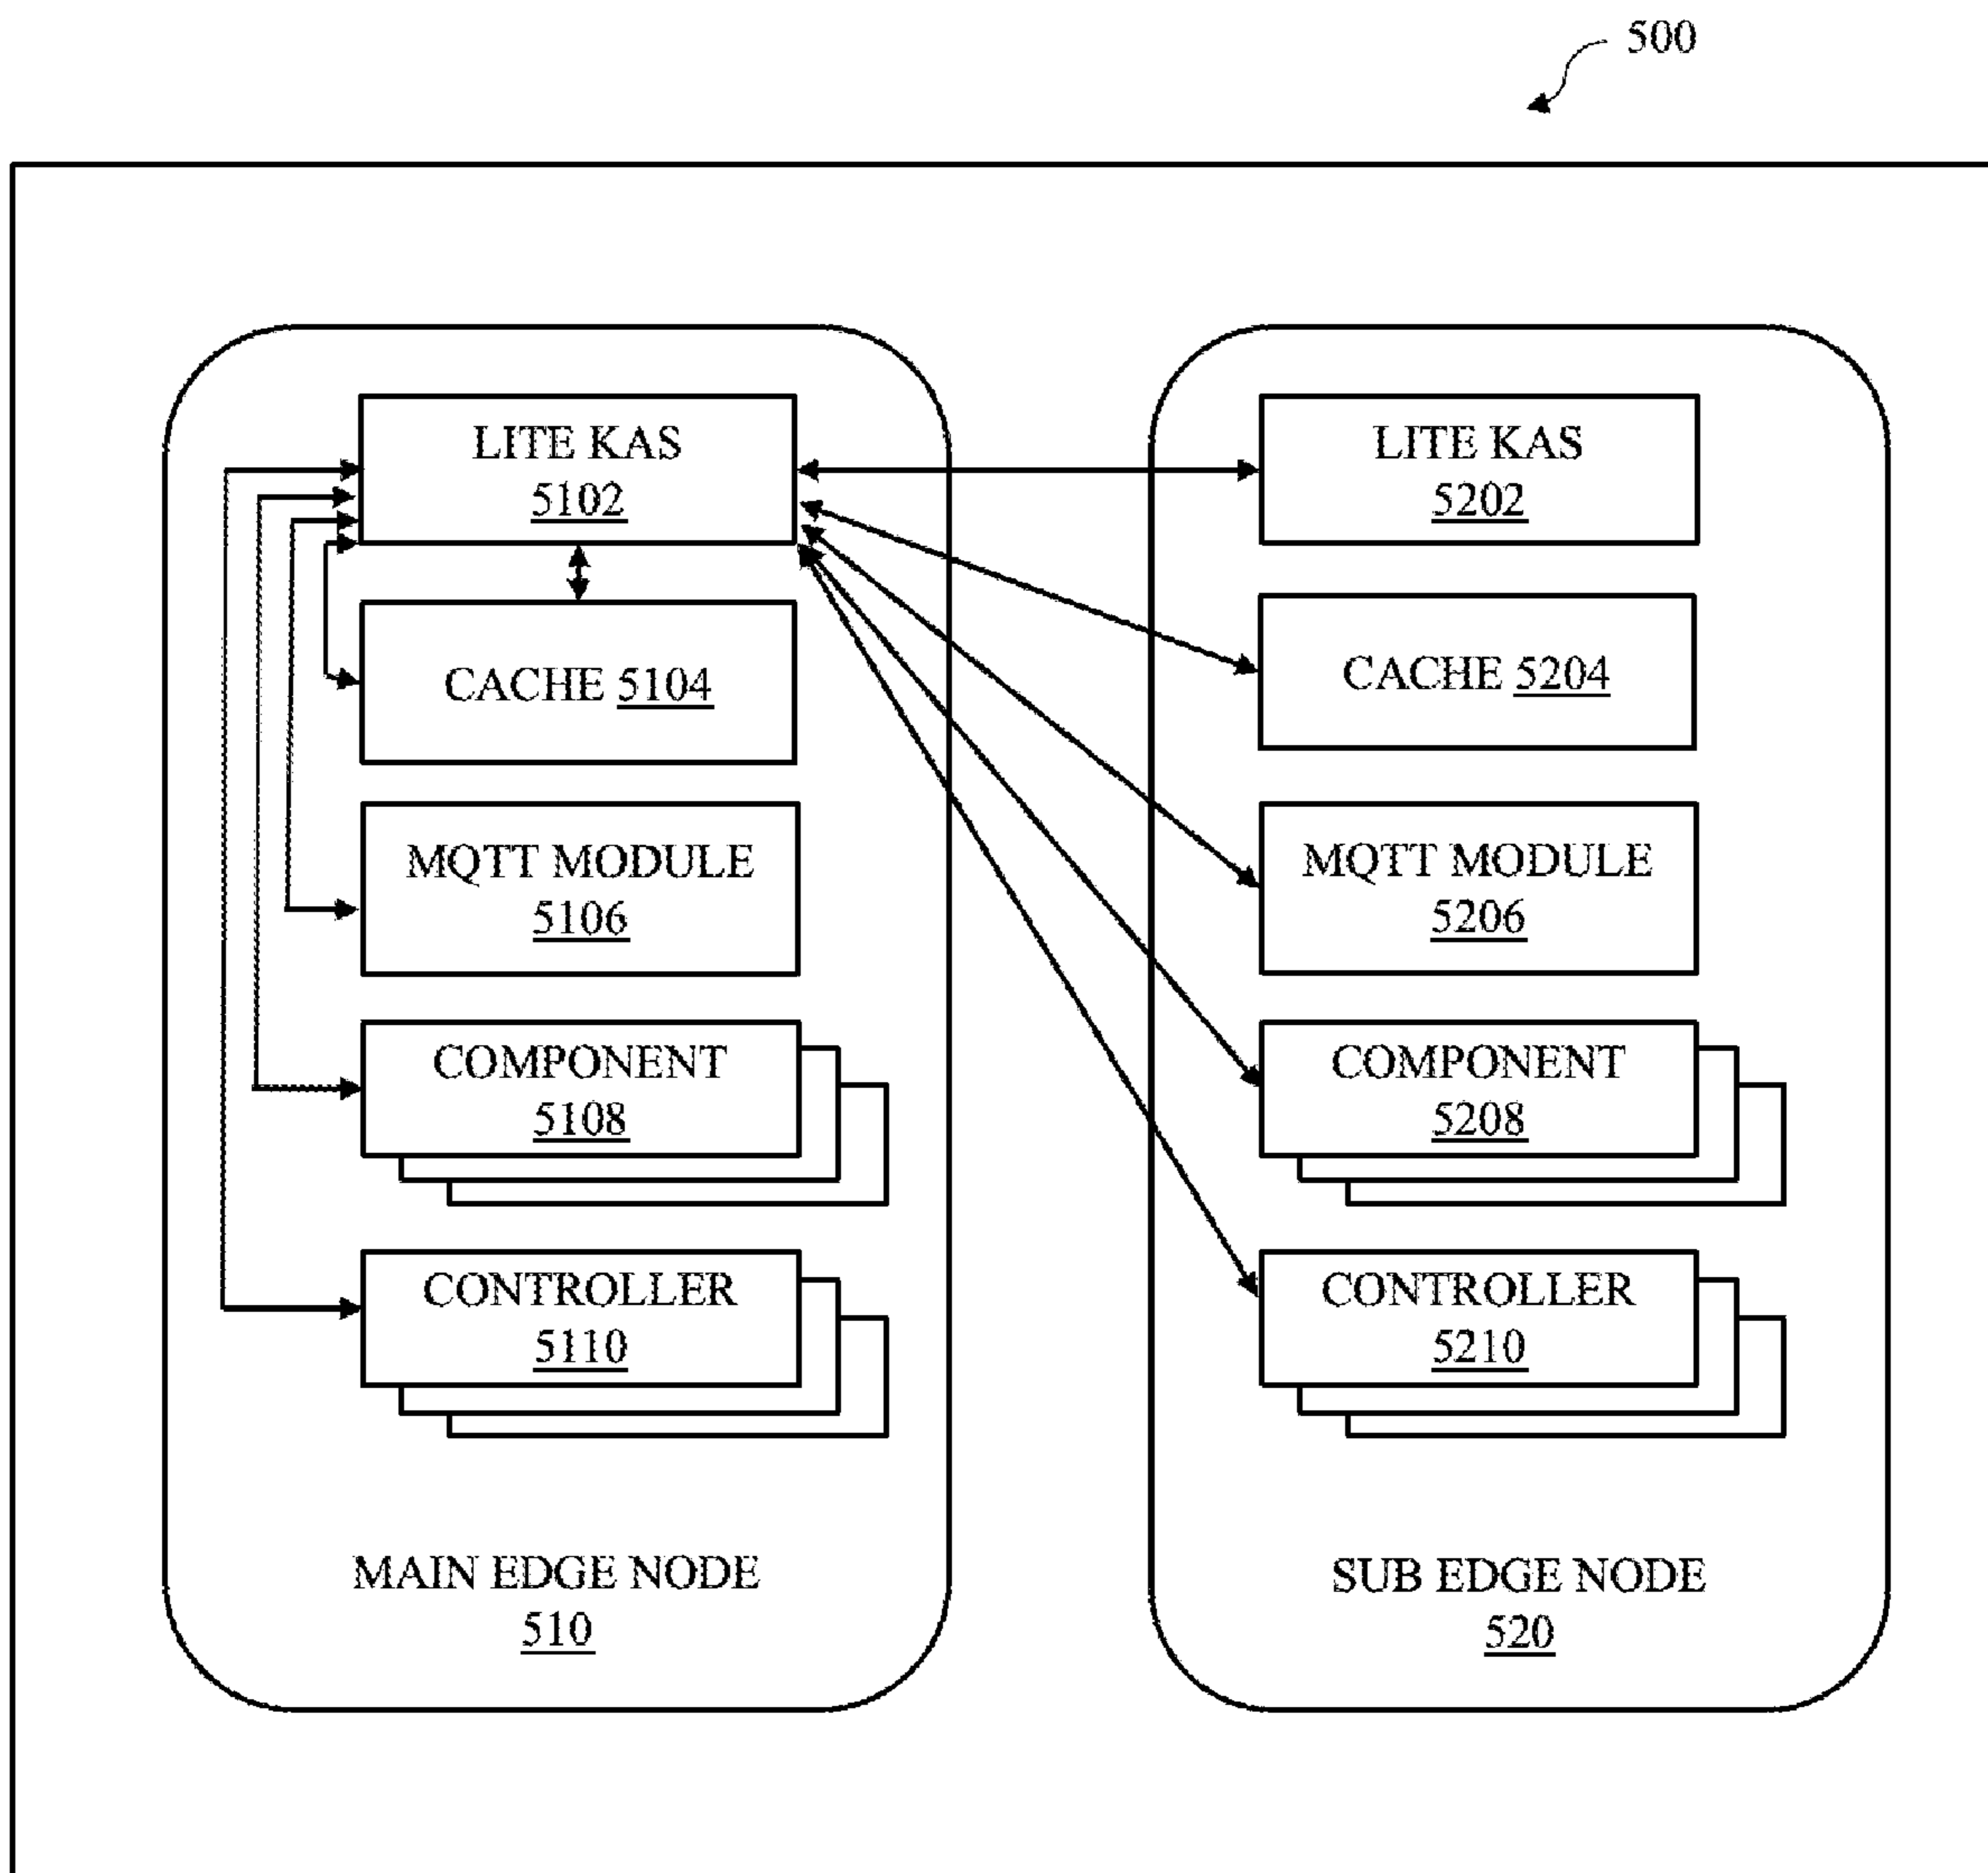 500
LITE KAS
5102
CACHE 5104
MQTT MODULE
5106
COMPONENT
5108
CONTROLLER
5110
MAIN EDGE NODE
510
LITE KAS
5202
CACHE 5204
MQTT MODULE
5206
COMPONENT
5208
CONTROLLER
5210
SUB EDGE NODE
520